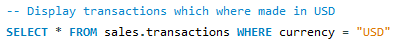 -- Display transactions which where made in USD
SELECT * FROM sales.transactions WHERE currency = "USD"